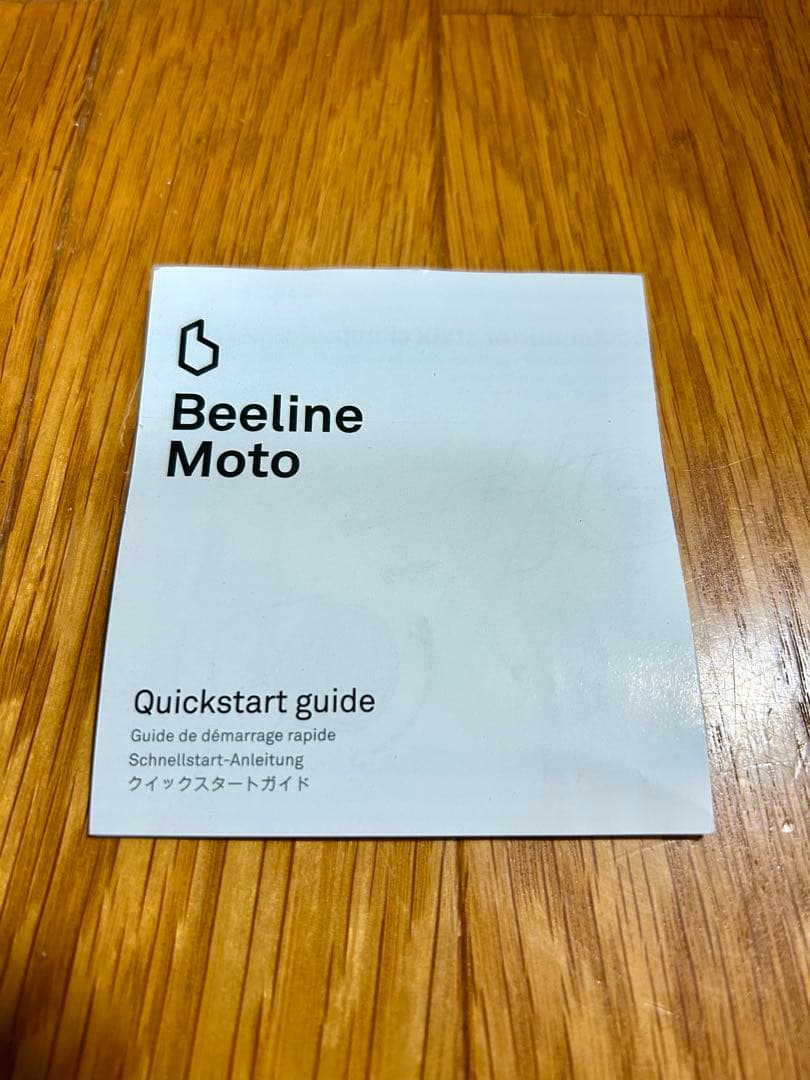 Beeline
Moto
Quickstart guide
Guide de démarrage rapide
Schnellstart-Anleitung
クイックスタートガイド